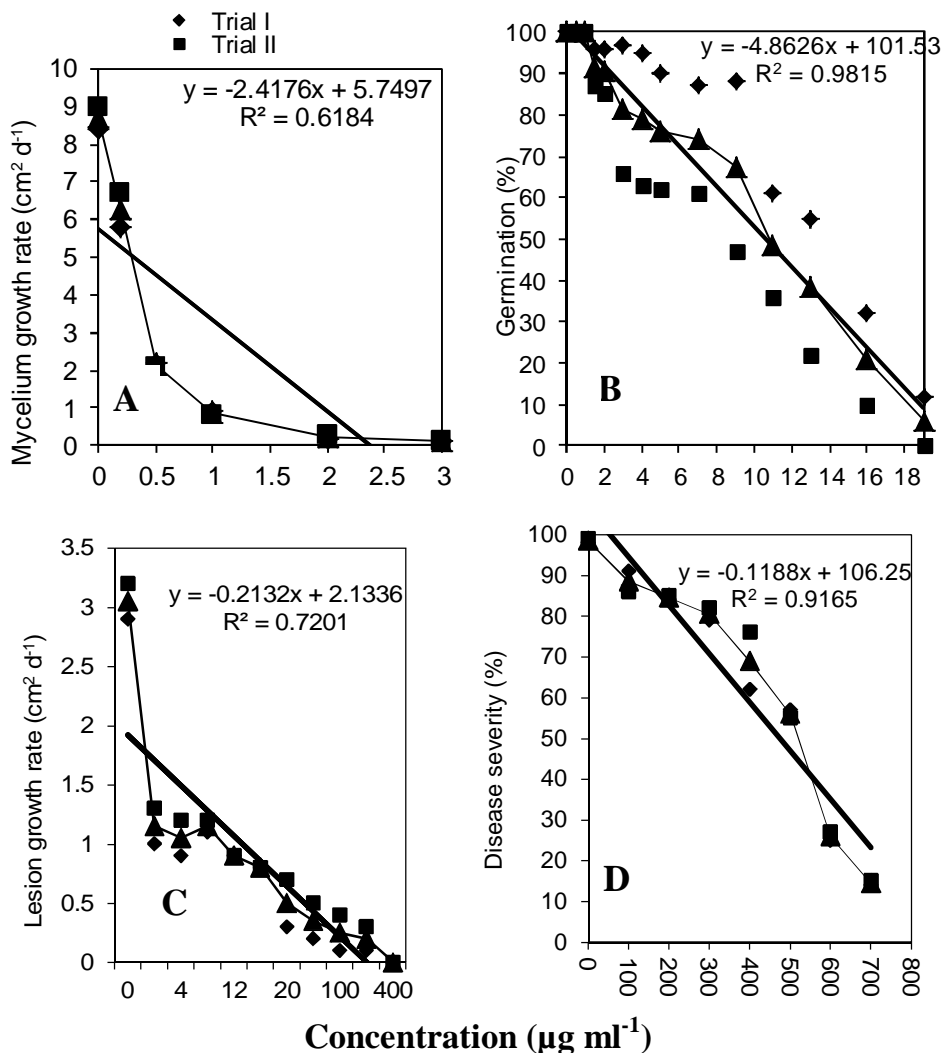 Trial I
Trial II
y = -2.4176x + 5.7497
R² = 0.6184
Mycelium growth rate (cm² d⁻¹)
10
9
8
7
6
5
4
3
2
1
0
A
0 0.5 1 1.5 2 2.5 3
y = -4.8626x + 101.53
R² = 0.9815
Germination (%)
100
90
80
70
60
50
40
30
20
10
0
B
0 2 4 6 8 10 12 14 16 18
y = -0.2132x + 2.1336
R² = 0.7201
Lesion growth rate (cm² d⁻¹)
3.5
3
2.5
2
1.5
1
0.5
0
C
0 4 12 20 100 400
y = -0.1188x + 106.25
R² = 0.9165
Disease severity (%)
100
90
80
70
60
50
40
30
20
10
0
D
0 100 200 300 400 500 600 700 800
Concentration (µg ml⁻¹)